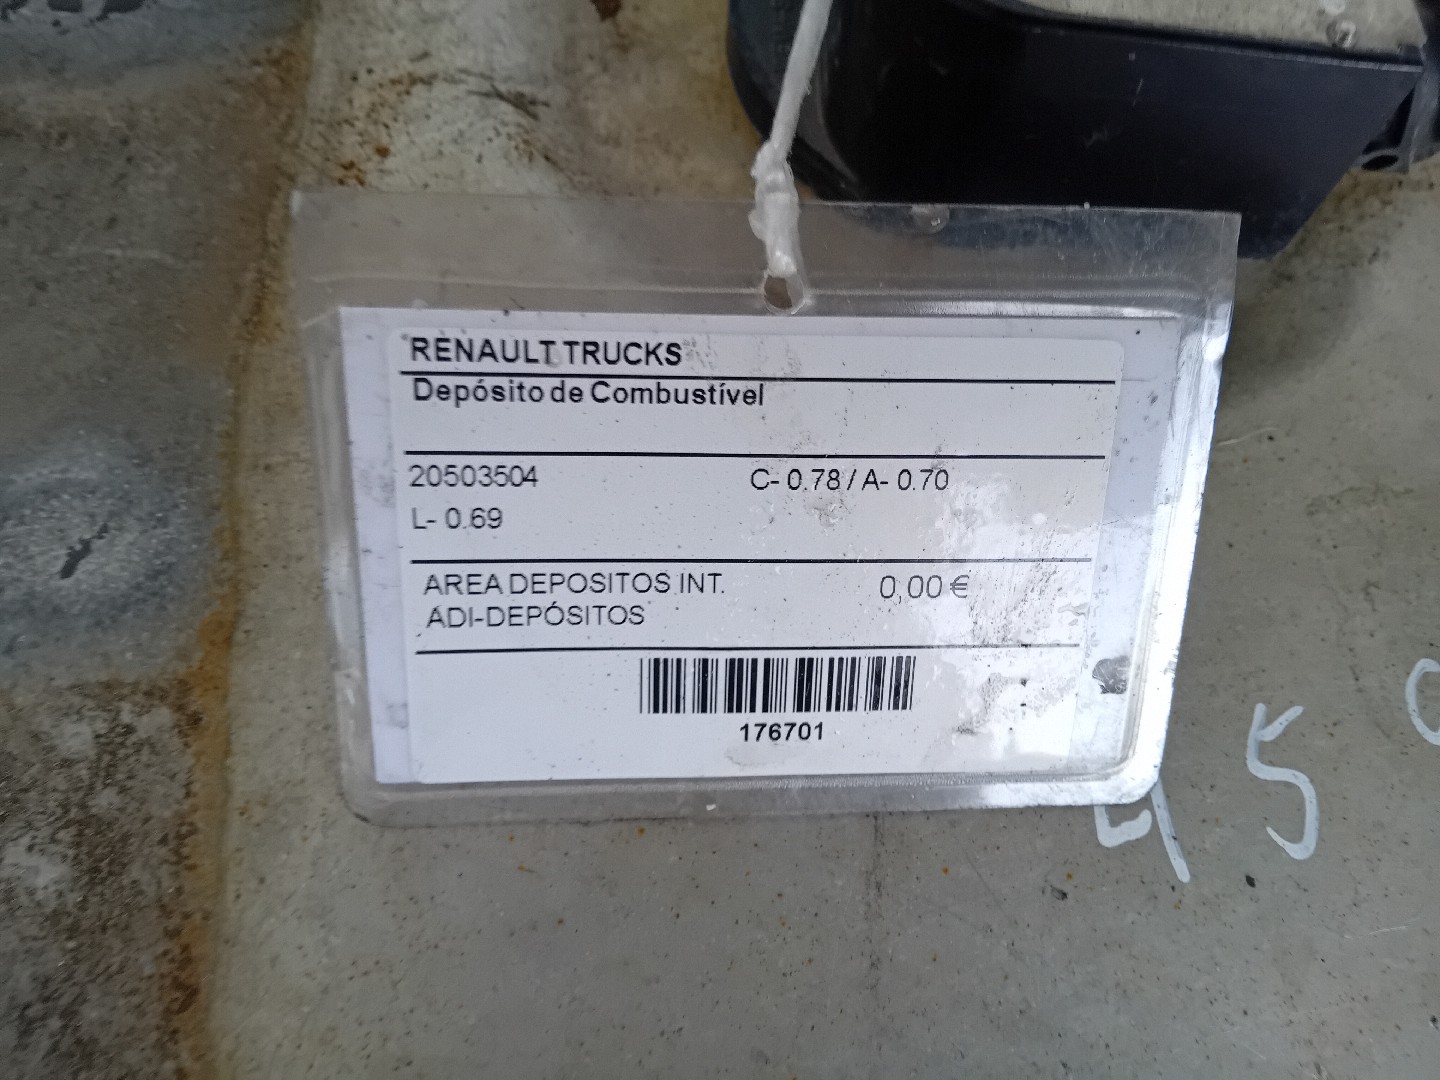 RENAULT TRUCKS
Depósito de Combustível
20503504 C- 0.78 / A- 0.70
L- 0.69
AREA DEPOSITOS INT. 0,00 €
ADI-DEPÓSITOS
176701
45